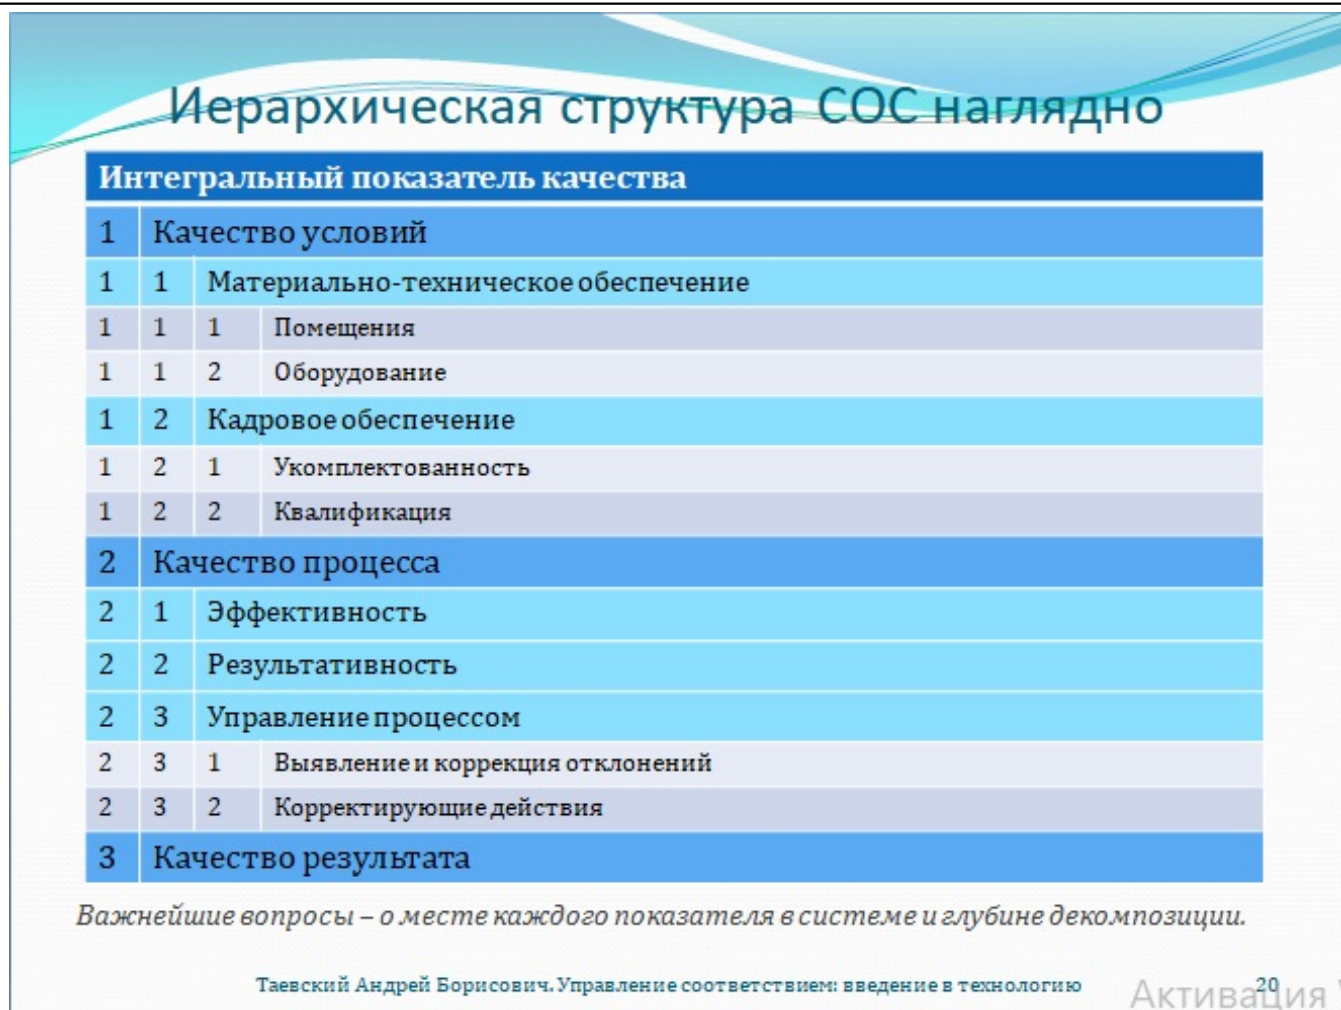 Иерархическая структура СОС наглядно
Интегральный показатель качества
1 Качество условий
1 1 Материально-техническое обеспечение
1 1 1 Помещения
1 1 2 Оборудование
1 2 Кадровое обеспечение
1 2 1 Укомплектованность
1 2 2 Квалификация
2 Качество процесса
2 1 Эффективность
2 2 Результативность
2 3 Управление процессом
2 3 1 Выявление и коррекция отклонений
2 3 2 Корректирующие действия
3 Качество результата
Важнейшие вопросы – о месте каждого показателя в системе и глубине декомпозиции.
Таевский Андрей Борисович. Управление соответствием: введение в технологию 20
Активация